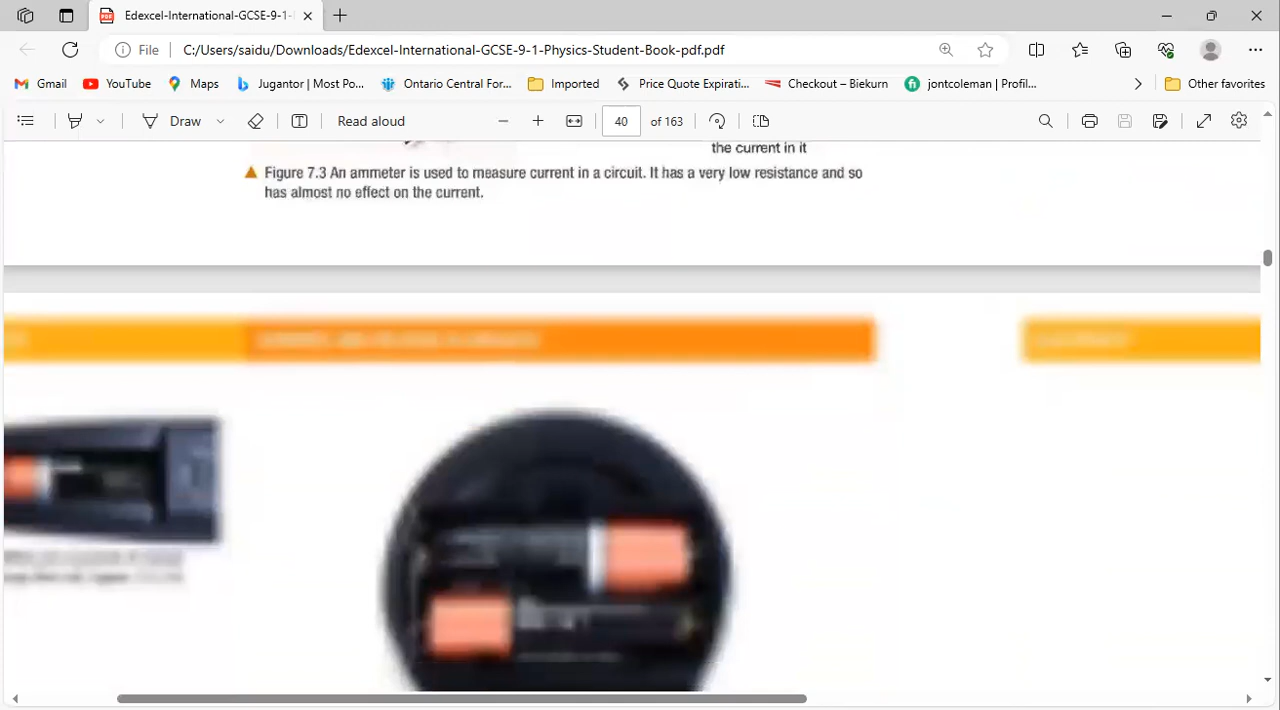 Edexcel-International-GCSE-9-1-
File
C:/Users/saidu/Downloads/Edexcel-International-GCSE-9-1-Physics-Student-Book-pdf.pdf
Gmail
YouTube
Maps
Jugantor | Most Po...
Ontario Central For...
Imported
Price Quote Expirati...
Checkout – Biekurn
jontcoleman | Profil...
Other favorites
Draw
Read aloud
40
of 163
the current in it
Figure 7.3 An ammeter is used to measure current in a circuit. It has a very low resistance and so
has almost no effect on the current.